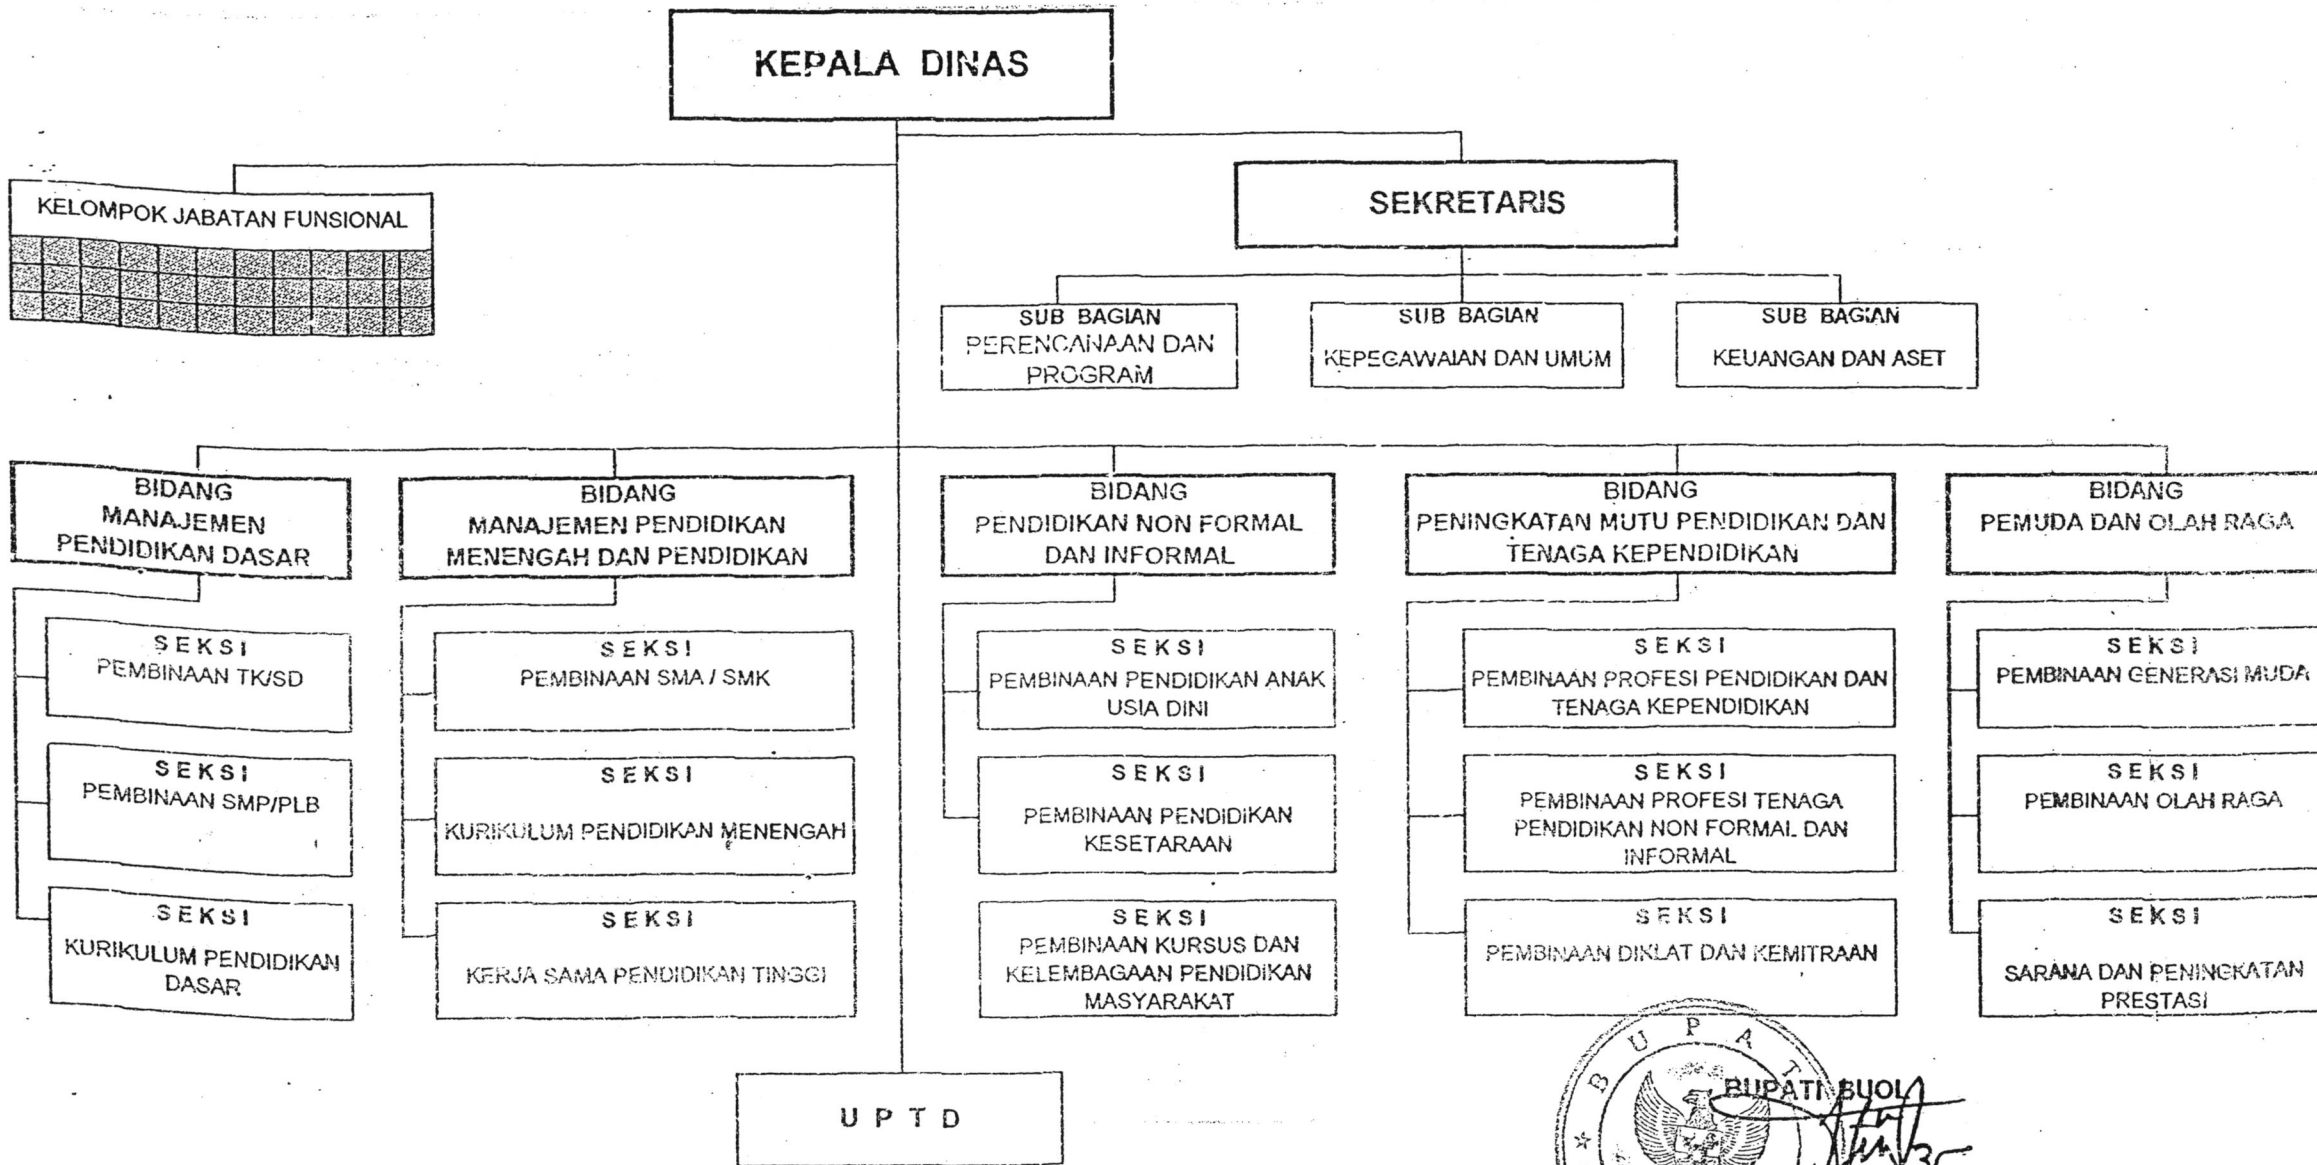 KEPALA DINAS
KELOMPOK JABATAN FUNSIONAL
SEKRETARIS
SUB BAGIAN
PERENCANAAN DAN
PROGRAM
SUB BAGIAN
KEPEGAWAIAN DAN UMUM
SUB BAGIAN
KEUANGAN DAN ASET
BIDANG
MANAJEMEN
PENDIDIKAN DASAR
BIDANG
MANAJEMEN PENDIDIKAN
MENENGAH DAN PENDIDIKAN
BIDANG
PENDIDIKAN NON FORMAL
DAN INFORMAL
BIDANG
PENINGKATAN MUTU PENDIDIKAN DAN
TENAGA KEPENDIDIKAN
BIDANG
PEMUDA DAN OLAH RAGA
SEKSI
PEMBINAAN TK/SD
SEKSI
PEMBINAAN SMP/PLB
SEKSI
KURIKULUM PENDIDIKAN
DASAR
SEKSI
PEMBINAAN SMA / SMK
SEKSI
KURIKULUM PENDIDIKAN MENENGAH
SEKSI
KERJA SAMA PENDIDIKAN TINGGI
SEKSI
PEMBINAAN PENDIDIKAN ANAK
USIA DINI
SEKSI
PEMBINAAN PENDIDIKAN
KESETARAAN
SEKSI
PEMBINAAN KURSUS DAN
KELEMBAGAAN PENDIDIKAN
MASYARAKAT
SEKSI
PEMBINAAN PROFESI PENDIDIKAN DAN
TENAGA KEPENDIDIKAN
SEKSI
PEMBINAAN PROFESI TENAGA
PENDIDIKAN NON FORMAL DAN
INFORMAL
SEKSI
PEMBINAAN DIKLAT DAN KEMITRAAN
SEKSI
PEMBINAAN GENERASI MUDA
SEKSI
PEMBINAAN OLAH RAGA
SEKSI
SARANA DAN PENINGKATAN
PRESTASI
UPTD
BUPAT
BUPATI BUOL